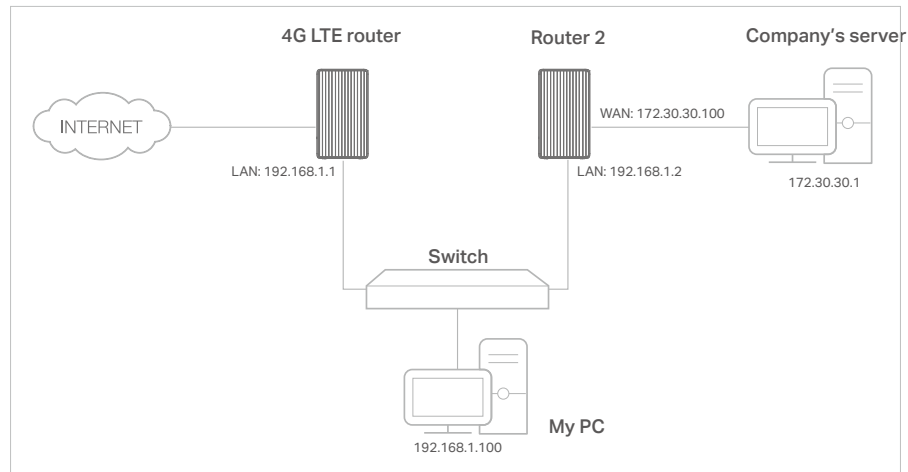 4G LTE router
Router 2
Company's server
INTERNET
WAN: 172.30.30.100
LAN: 192.168.1.1
LAN: 192.168.1.2
172.30.30.1
Switch
My PC
192.168.1.100